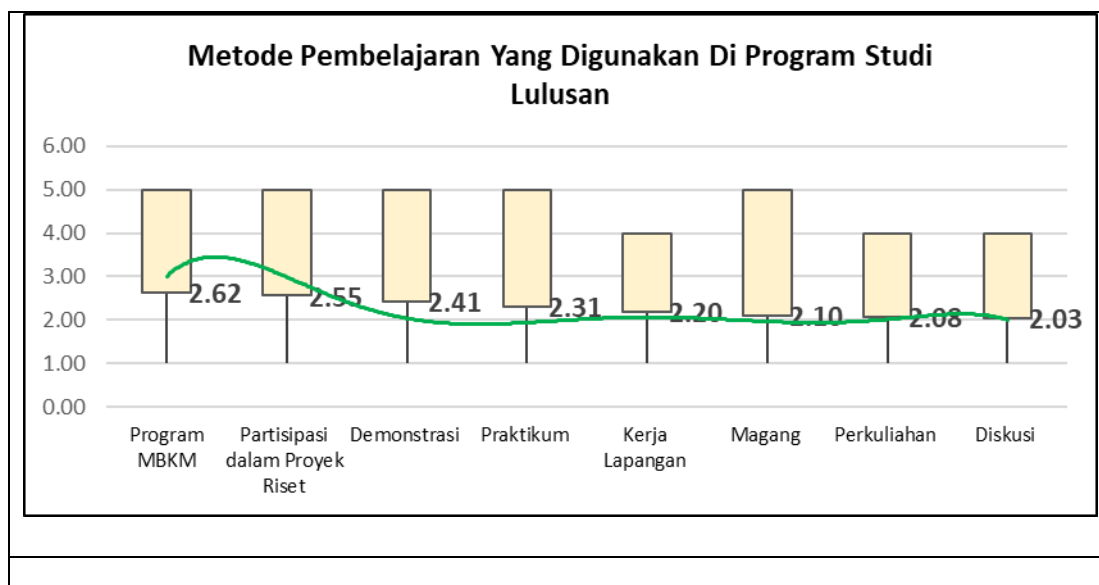 Metode Pembelajaran Yang Digunakan Di Program Studi
Lulusan
6.00
5.00
4.00
3.00
2.00
1.00
0.00
2.62
2.55
2.41
2.31
2.20
2.10
2.08
2.03
Program
MBKM
Partisipasi
dalam Proyek
Riset
Demonstrasi
Praktikum
Kerja
Lapangan
Magang
Perkuliahan
Diskusi